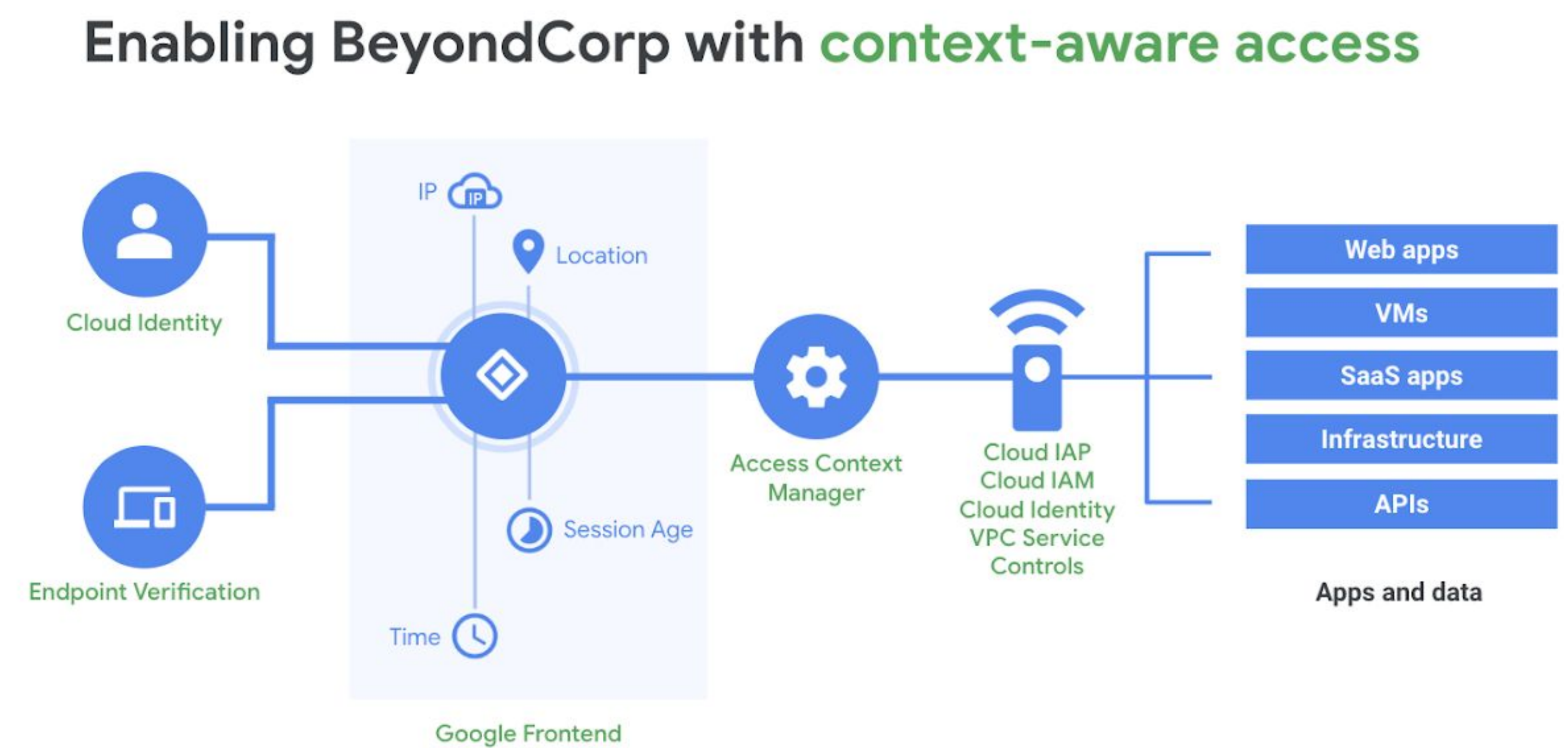 Enabling BeyondCorp with context-aware access
IP
IP
Location
Cloud Identity
Endpoint Verification
Session Age
Time
Google Frontend
Access Context
Manager
Cloud IAP
Cloud IAM
Cloud Identity
VPC Service
Controls
Web apps
VMs
SaaS apps
Infrastructure
APIs
Apps and data